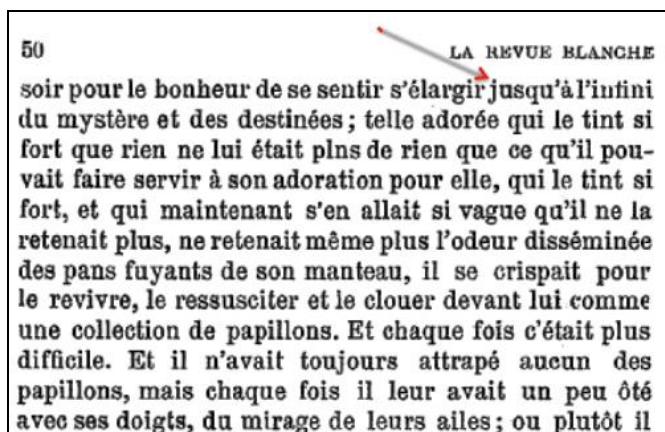 50 LA REVUE BLANCHE
soir pour le bonheur de se sentir s'élargir jusqu'à l'infini
du mystère et des destinées ; telle adorée qui le tint si
fort que rien ne lui était plns de rien que ce qu'il pou-
vait faire servir à son adoration pour elle, qui le tint si
fort, et qui maintenant s'en allait si vague qu'il ne la
retenait plus, ne retenait même plus l'odeur disséminée
des pans fuyants de son manteau, il se crispait pour
le revivre, le ressusciter et le clouer devant lui comme
une collection de papillons. Et chaque fois c'était plus
difficile. Et il n'avait toujours attrapé aucun des
papillons, mais chaque fois il leur avait un peu ôté
avec ses doigts, du mirage de leurs ailes ; ou plutôt il